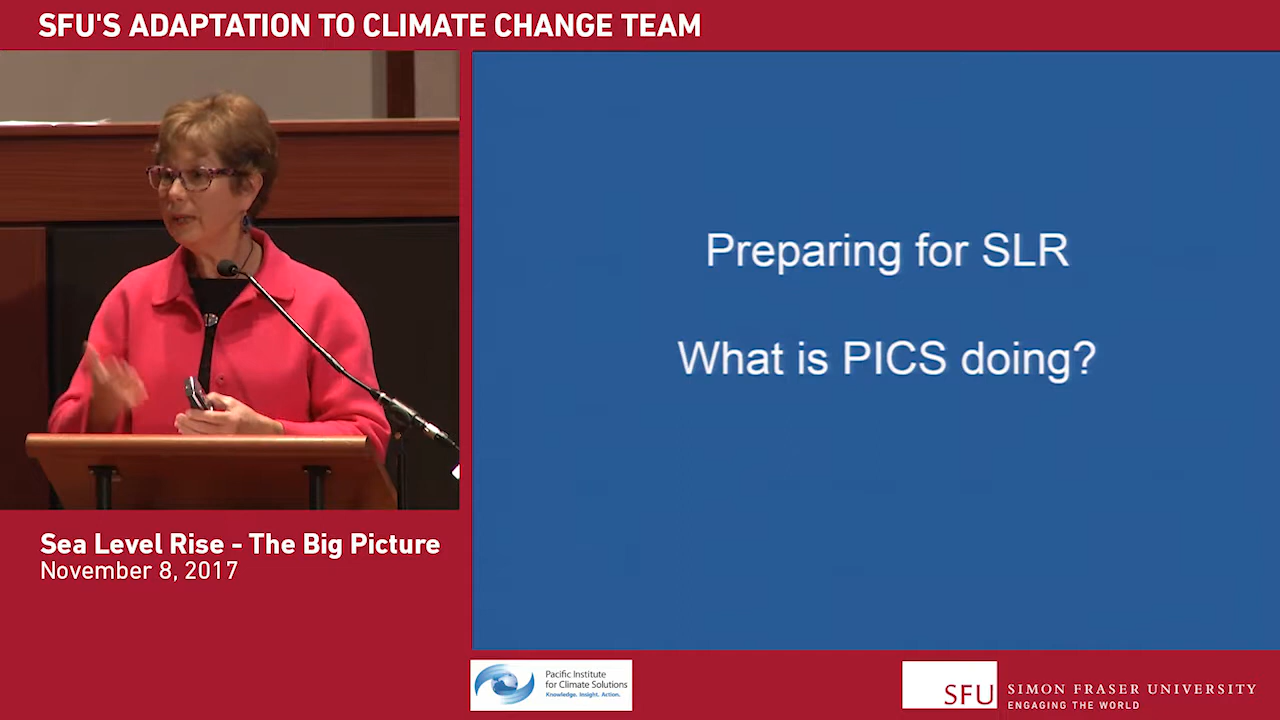 SFU'S ADAPTATION TO CLIMATE CHANGE TEAM
Preparing for SLR
What is PICS doing?
Sea Level Rise - The Big Picture
November 8, 2017
Pacific Institute
for Climate Solutions
Knowledge. Insight. Action.
SFU
SIMON FRASER UNIVERSITY
ENGAGING THE WORLD